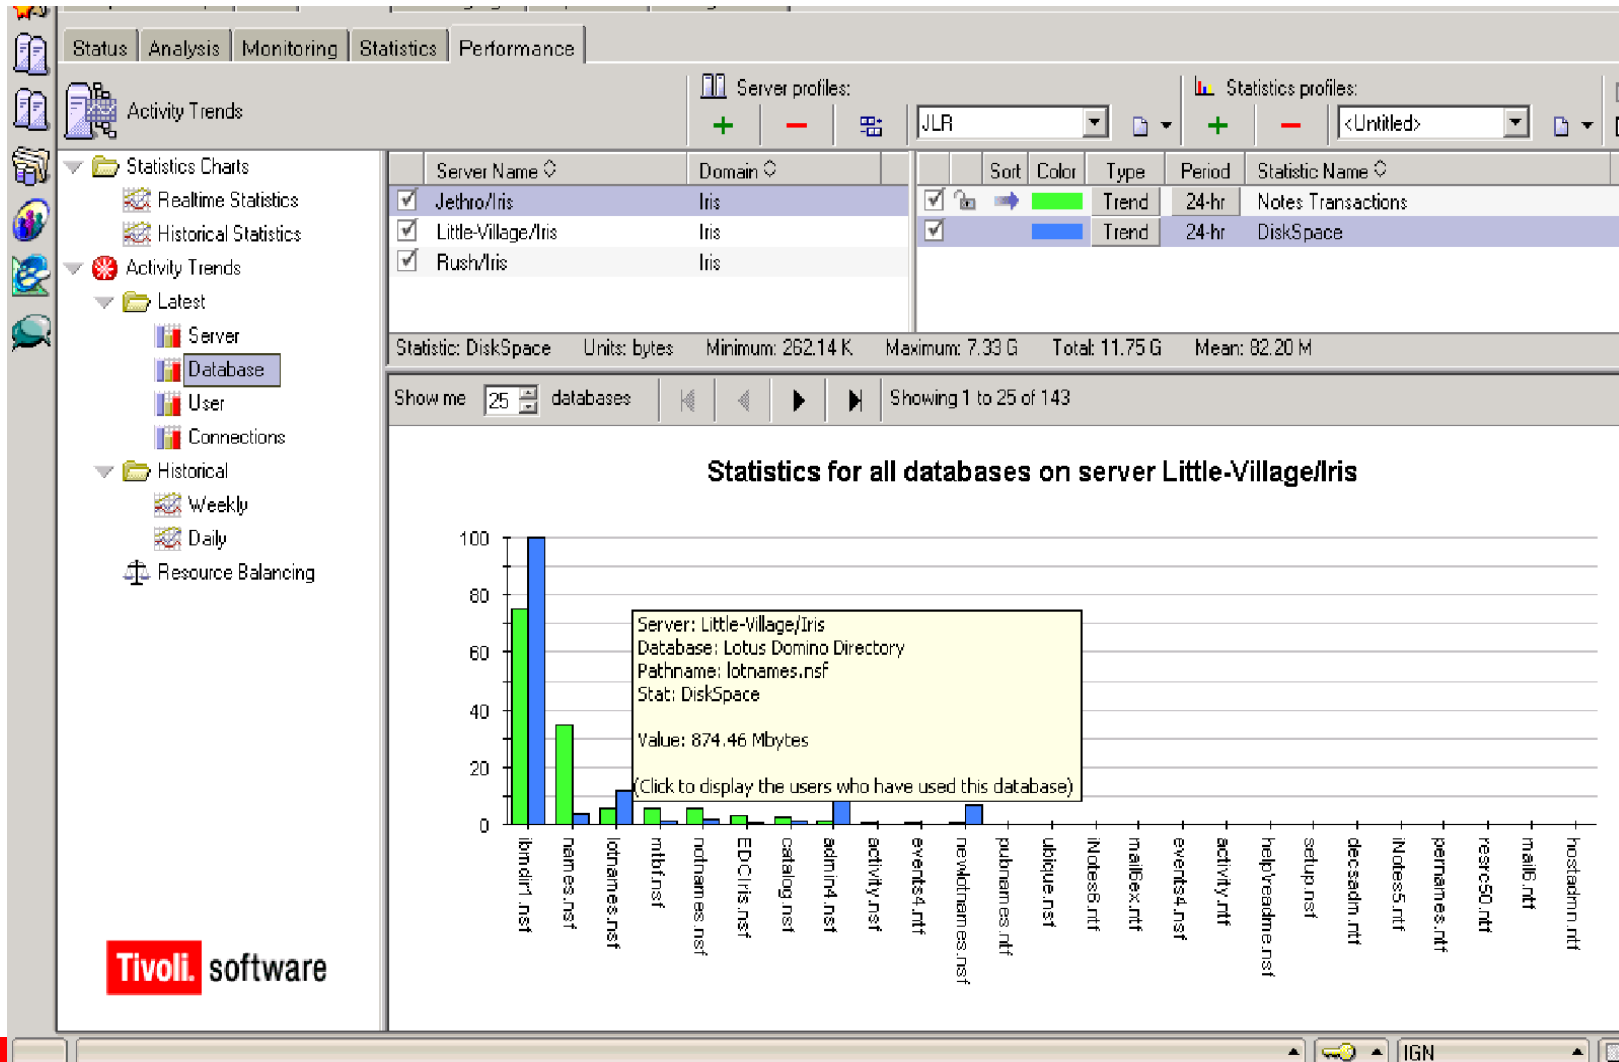 Status Analysis Monitoring Statistics Performance
Activity Trends
Server profiles:
JLR
Statistics profiles:
<Untitled>
Statistics Charts
Realtime Statistics
Historical Statistics
Activity Trends
Latest
Server
Database
User
Connections
Historical
Weekly
Daily
Resource Balancing
Tivoli. software
Server Name Domain
Jethro/Iris Iris
Little-Village/Iris Iris
Rush/Iris Iris
Sort Color Type Period Statistic Name
Trend 24-hr Notes Transactions
Trend 24-hr DiskSpace
Statistic: DiskSpace Units: bytes Minimum: 262.14 K Maximum: 7.33 G Total: 11.75 G Mean: 82.20 M
Show me 25 databases Showing 1 to 25 of 143
Statistics for all databases on server Little-Village/Iris
100
80
60
40
20
0
Server: Little-Village/Iris
Database: Lotus Domino Directory
Pathname: lotnames.nsf
Stat: DiskSpace
Value: 874.46 Mbytes
(Click to display the users who have used this database)
ibmdir1.nsf
names.nsf
lotnames.nsf
mtbf.nsf
notnames.nsf
EDCIris.nsf
catalog.nsf
admin4.nsf
activity.nsf
events4.ntf
newlotnames.nsf
pubnames.ntf
ubique.nsf
iNotes6.ntf
mail6ex.ntf
events4.nsf
activity.ntf
help\readme.nsf
setup.nsf
decsadm.ntf
iNotes5.ntf
pernames.ntf
resrc50.ntf
mail6.ntf
hostadmn.ntf
IGN